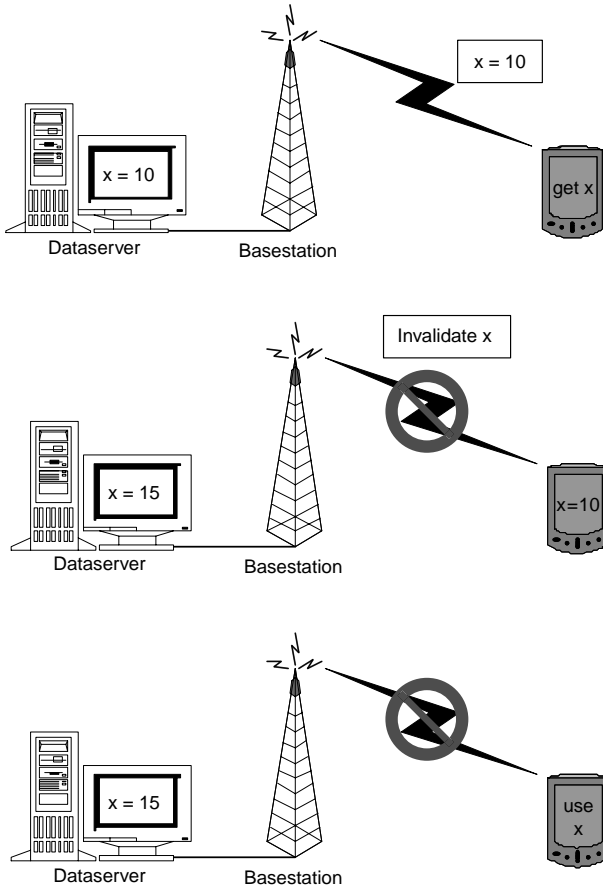 x = 10
x = 10
get x
Dataserver
Basestation
Invalidate x
x = 15
x=10
Dataserver
Basestation
x = 15
use
x
Dataserver
Basestation